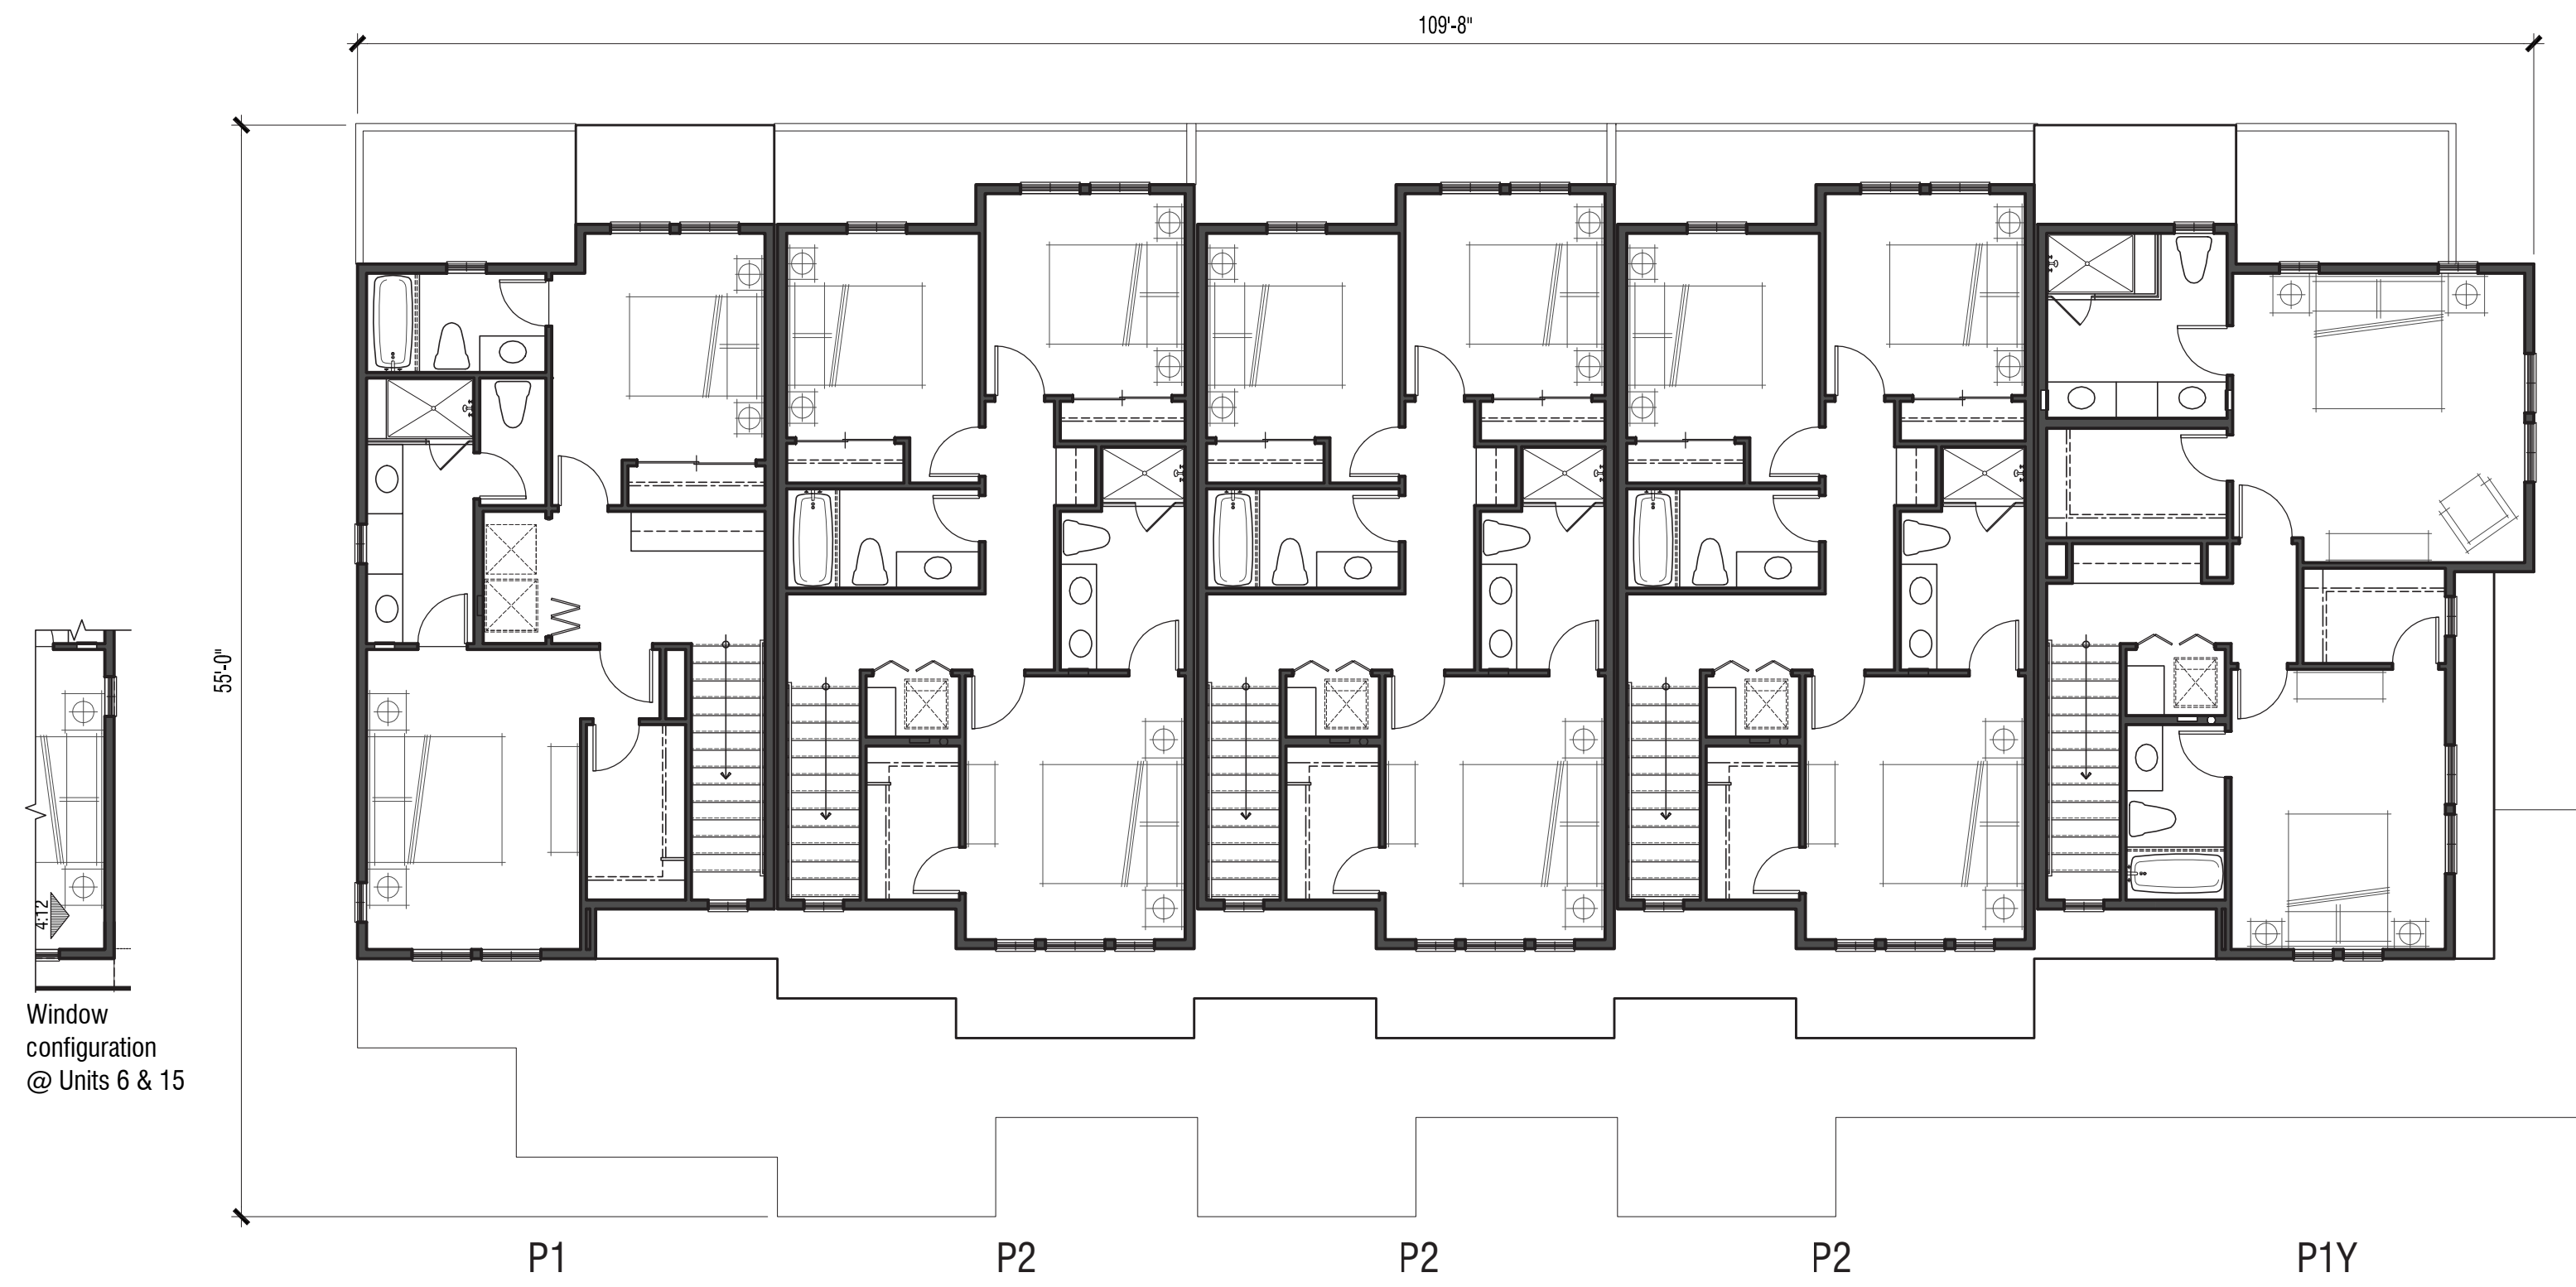 109'-8"
55'-0"
4:12
Window
configuration
@ Units 6 & 15
P1
P2
P2
P2
P1Y